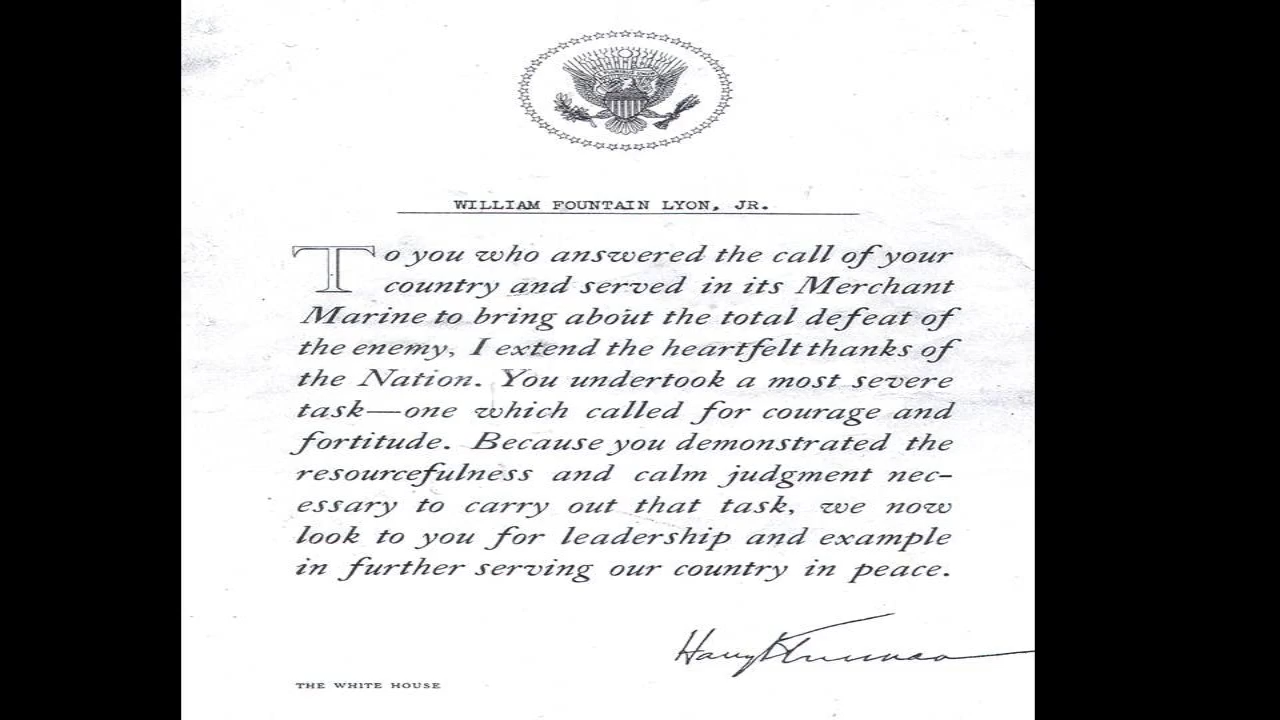 WILLIAM FOUNTAIN LYON, JR.
To you who answered the call of your
country and served in its Merchant
Marine to bring about the total defeat of
the enemy, I extend the heartfelt thanks of
the Nation. You undertook a most severe
task—one which called for courage and
fortitude. Because you demonstrated the
resourcefulness and calm judgment nec-
essary to carry out that task, we now
look to you for leadership and example
in further serving our country in peace.
Harry S Truman
THE WHITE HOUSE